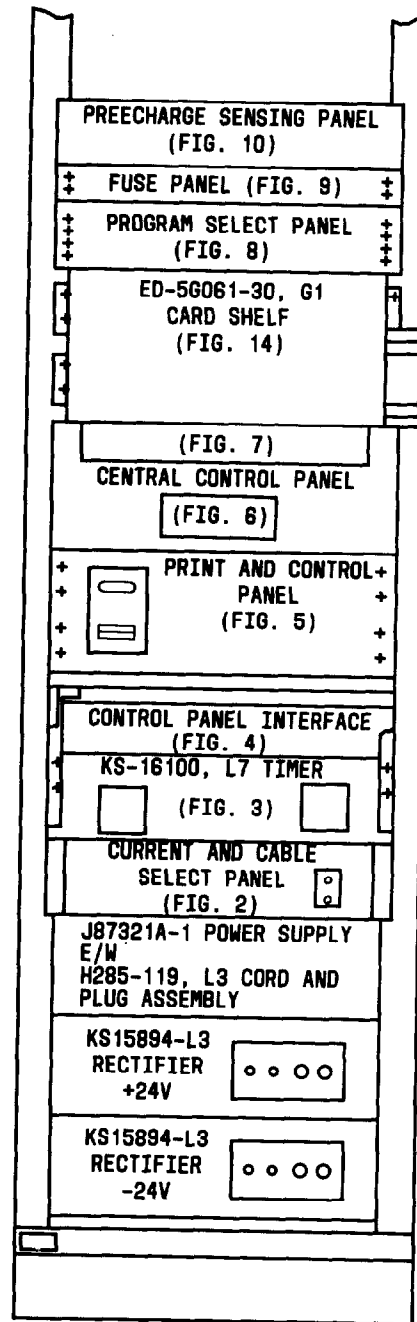 PREECHARGE SENSING PANEL
(FIG. 10)
FUSE PANEL (FIG. 9)
PROGRAM SELECT PANEL
(FIG. 8)
ED-5G061-30, G1
CARD SHELF
(FIG. 14)
(FIG. 7)
CENTRAL CONTROL PANEL
(FIG. 6)
PRINT AND CONTROL
PANEL
(FIG. 5)
CONTROL PANEL INTERFACE
(FIG. 4)
KS-16100, L7 TIMER
(FIG. 3)
CURRENT AND CABLE
SELECT PANEL
(FIG. 2)
J87321A-1 POWER SUPPLY
E/W
H285-119, L3 CORD AND
PLUG ASSEMBLY
KS15894-L3
RECTIFIER
+24V
KS15894-L3
RECTIFIER
-24V